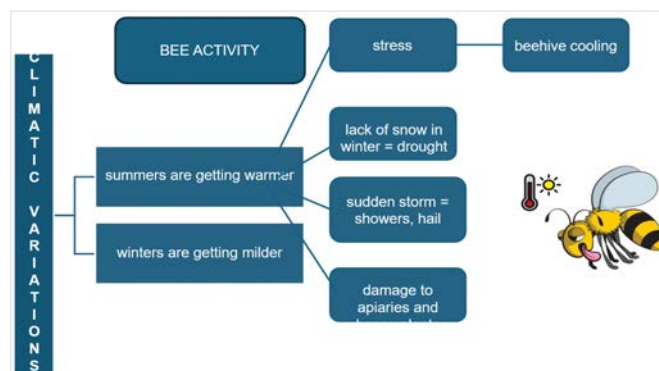 CLIMATIC VARIATIONS
BEE ACTIVITY
stress
beehive cooling
summers are getting warmer
lack of snow in
winter = drought
sudden storm =
showers, hail
winters are getting milder
damage to
apiaries and